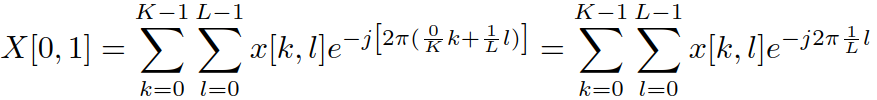 $X[0,1] = \sum_{k=0}^{K-1} \sum_{l=0}^{L-1} x[k,l] e^{-j\left[2\pi\left(\frac{0}{K}k + \frac{1}{L}l\right)\right]} = \sum_{k=0}^{K-1} \sum_{l=0}^{L-1} x[k,l] e^{-j2\pi\frac{1}{L}l}$